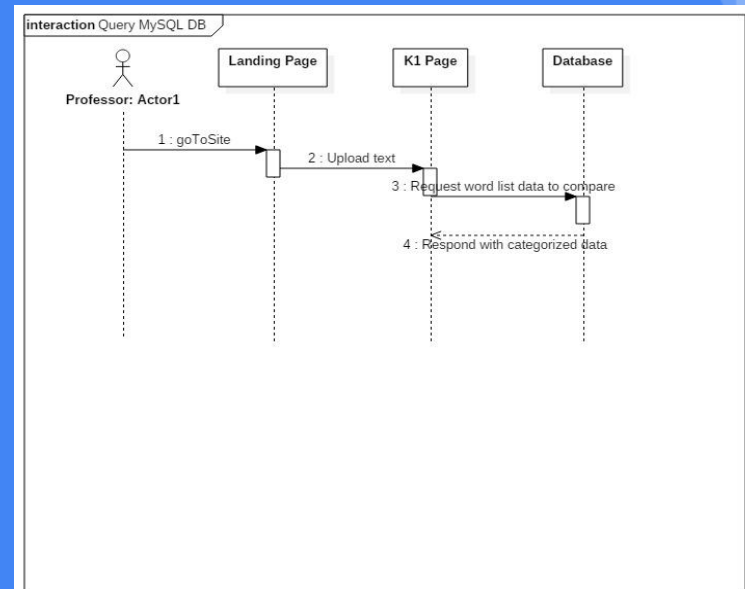 interaction Query MySQL DB
Landing Page
K1 Page
Database
Professor: Actor1
1 : goToSite
2 : Upload text
3 : Request word list data to compare
4 : Respond with categorized data